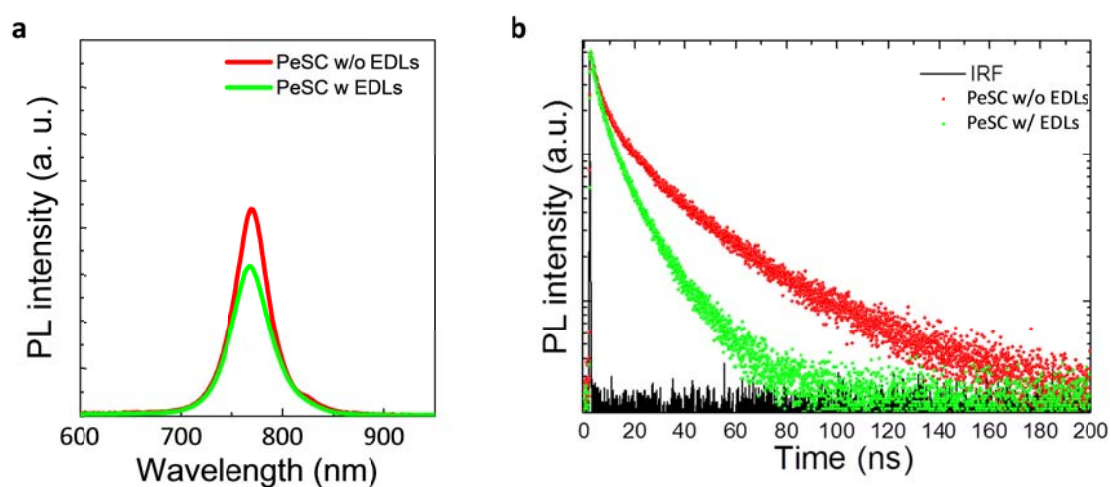 a
PL intensity (a. u.)
PeSC w/o EDLs
PeSC w EDLs
600 700 800 900
Wavelength (nm)
b
PL intensity (a.u.)
IRF
PeSC w/o EDLs
PeSC w/ EDLs
0 20 40 60 80 100 120 140 160 180 200
Time (ns)